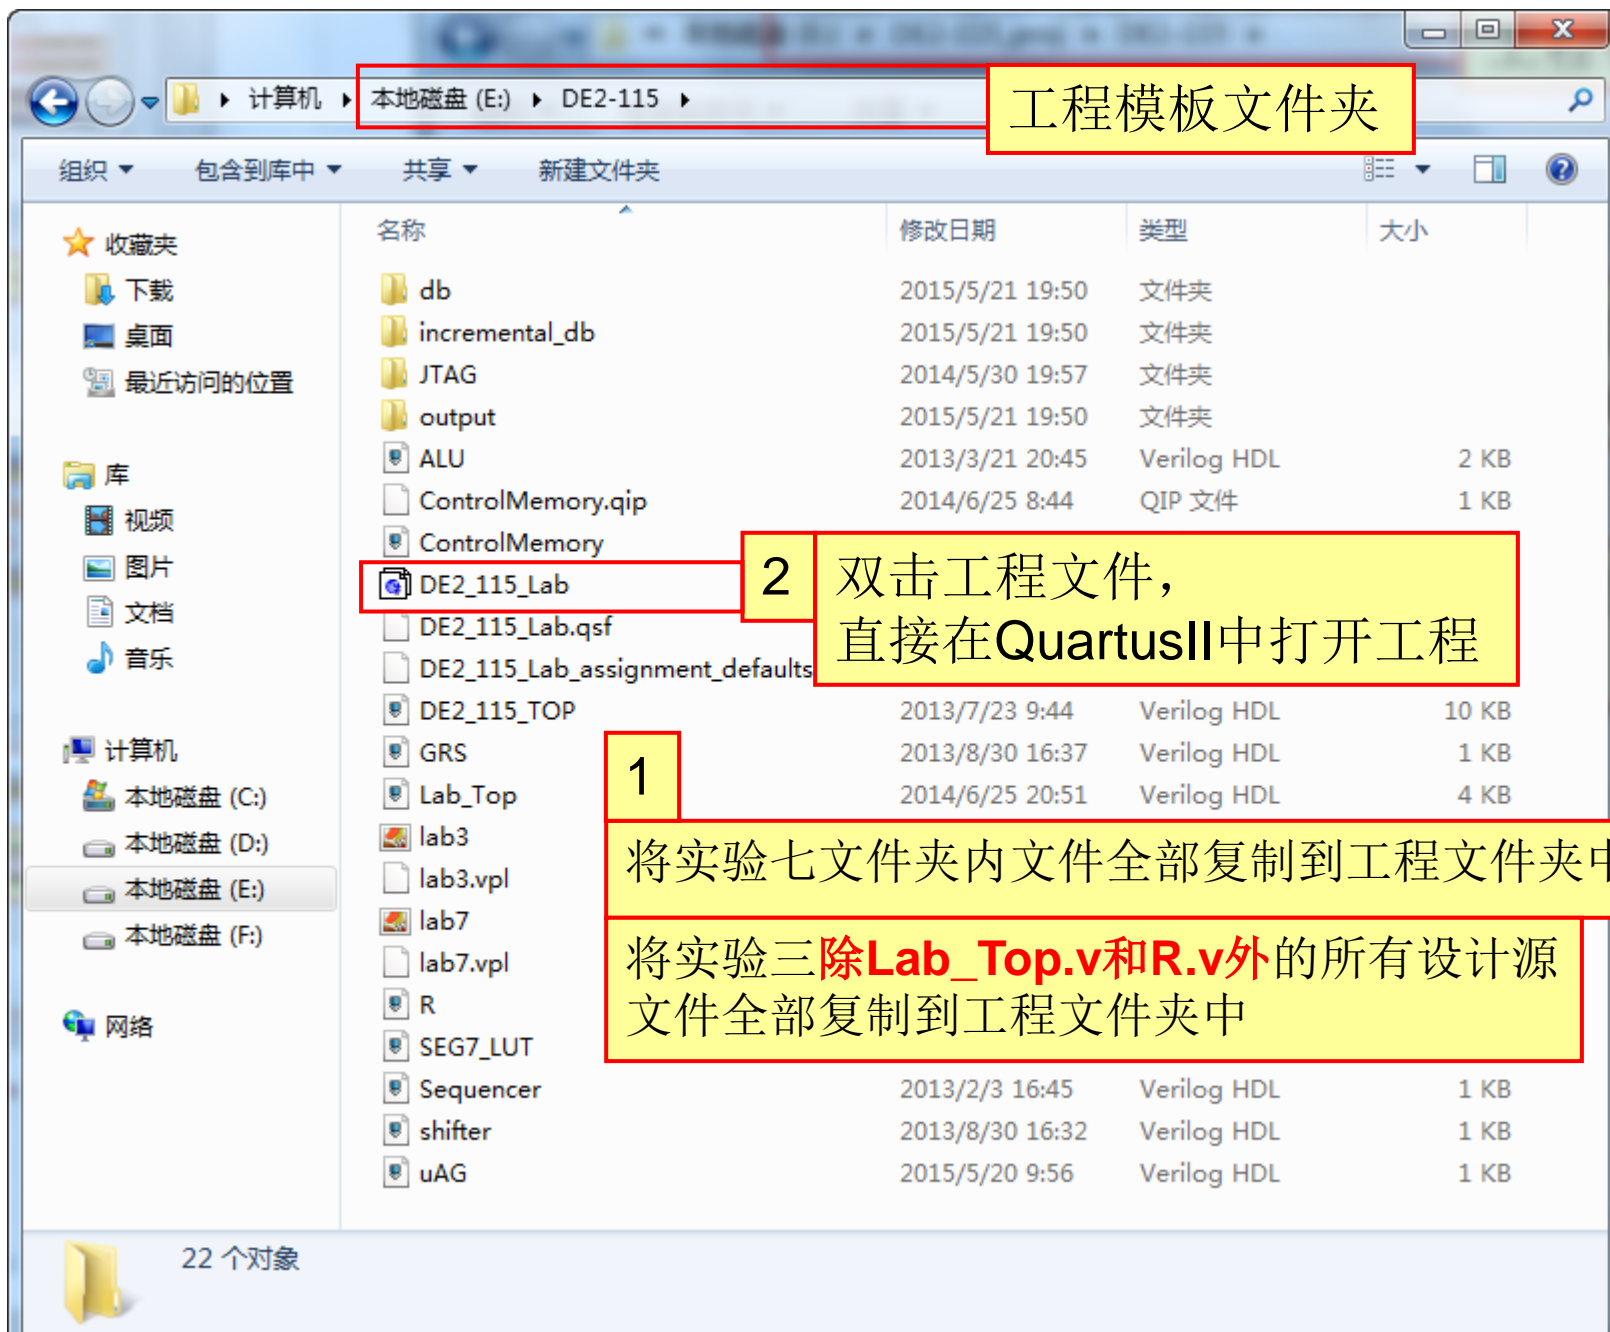 计算机 ▸ 本地磁盘 (E:) ▸ DE2-115 ▸
工程模板文件夹
组织 包含到库中 共享 新建文件夹
名称 修改日期 类型 大小
收藏夹
下载
桌面
最近访问的位置
库
视频
图片
文档
音乐
计算机
本地磁盘 (C:)
本地磁盘 (D:)
本地磁盘 (E:)
本地磁盘 (F:)
网络
db 2015/5/21 19:50 文件夹
incremental_db 2015/5/21 19:50 文件夹
JTAG 2014/5/30 19:57 文件夹
output 2015/5/21 19:50 文件夹
ALU 2013/3/21 20:45 Verilog HDL 2 KB
ControlMemory.qip 2014/6/25 8:44 QIP 文件 1 KB
ControlMemory
DE2_115_Lab
DE2_115_Lab.qsf
DE2_115_Lab_assignment_defaults
2
双击工程文件，
直接在QuartusII中打开工程
DE2_115_TOP 2013/7/23 9:44 Verilog HDL 10 KB
GRS 2013/8/30 16:37 Verilog HDL 1 KB
Lab_Top 2014/6/25 20:51 Verilog HDL 4 KB
lab3
lab3.vpl
lab7
lab7.vpl
R
SEG7_LUT
1
将实验七文件夹内文件全部复制到工程文件夹中
将实验三除Lab_Top.v和R.v外的所有设计源
文件全部复制到工程文件夹中
Sequencer 2013/2/3 16:45 Verilog HDL 1 KB
shifter 2013/8/30 16:32 Verilog HDL 1 KB
uAG 2015/5/20 9:56 Verilog HDL 1 KB
22 个对象